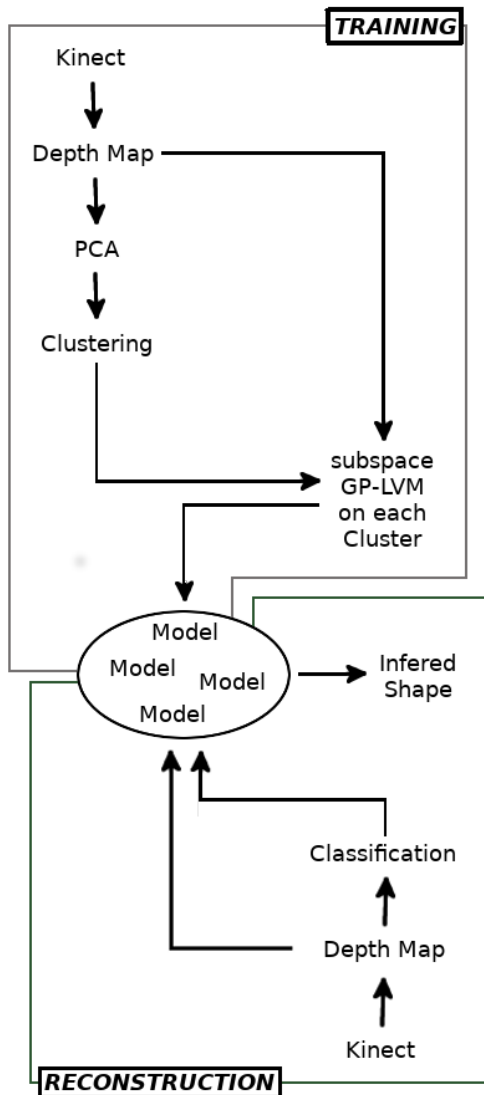 TRAINING
Kinect
Depth Map
PCA
Clustering
subspace
GP-LVM
on each
Cluster
Model
Model
Model
Model
Infered
Shape
Classification
Depth Map
Kinect
RECONSTRUCTION